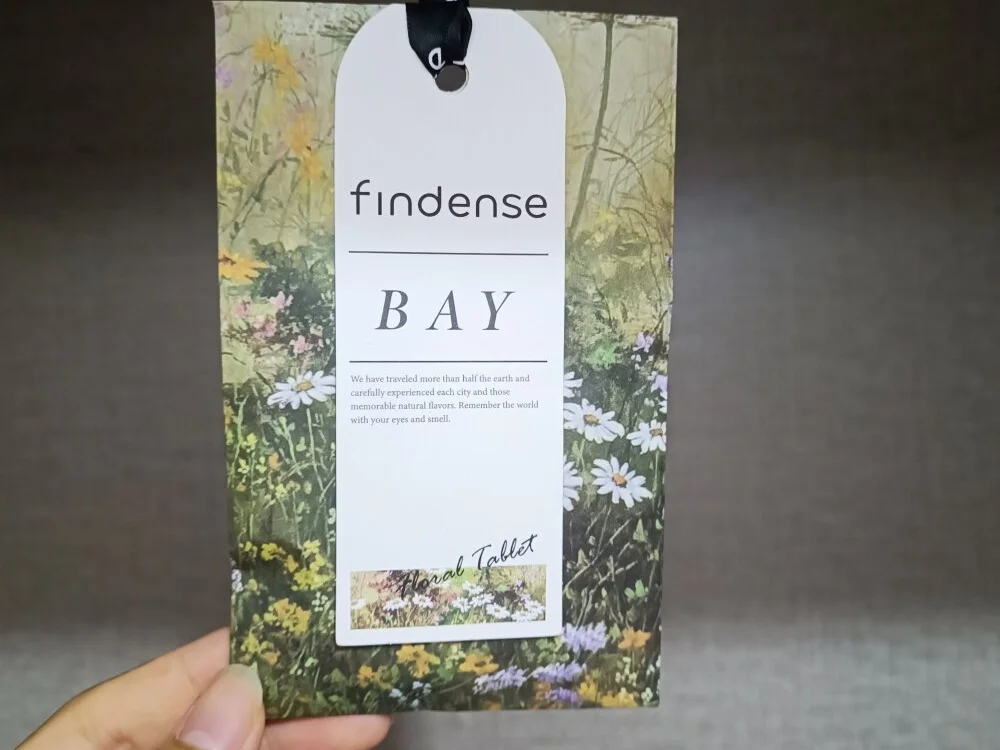 e
findense
BAY
We have traveled more than half the earth and
carefully experienced each city and those
memorable natural flavors. Remember the world
with your eyes and smell.
Floral Tablet